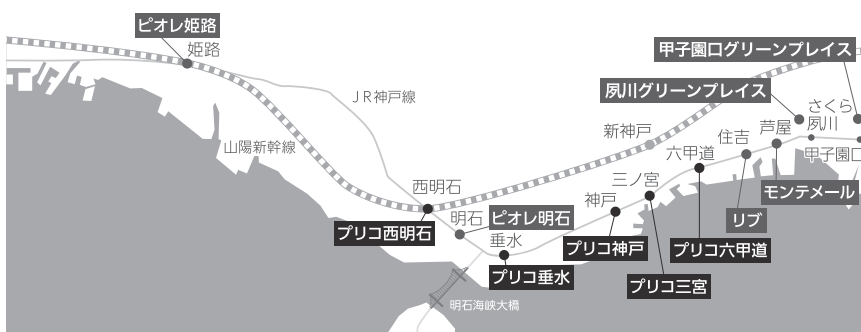 ピオレ姫路
姫路
甲子園口グリーンプレイス
夙川グリーンプレイス
JR神戸線
さくら
夙川
新神戸
芦屋
住吉
甲子園口
山陽新幹線
六甲道
西明石
三ノ宮
モンテメール
神戸
明石
ピオレ明石
リブ
プリコ西明石
垂水
プリコ神戸
プリコ六甲道
プリコ垂水
プリコ三宮
明石海峡大橋